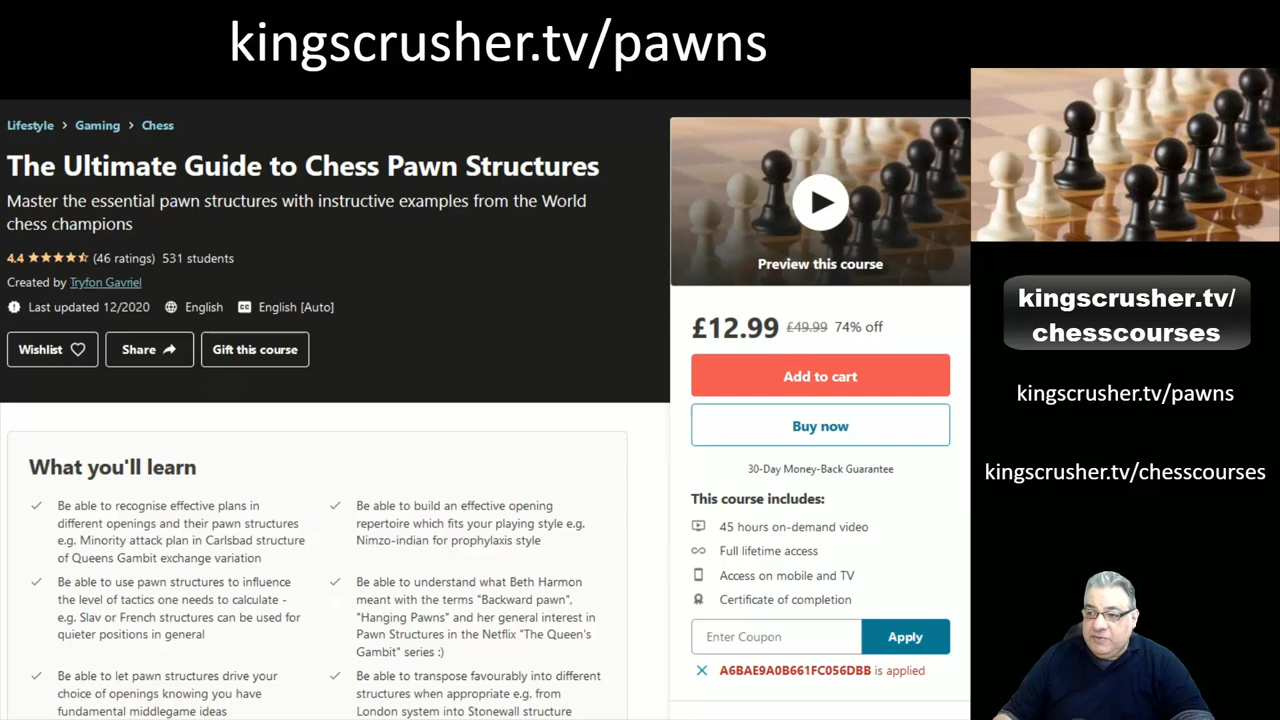 kingscrusher.tv/pawns
Lifestyle > Gaming > Chess
The Ultimate Guide to Chess Pawn Structures
Master the essential pawn structures with instructive examples from the World
chess champions
4.4 (46 ratings) 531 students
Created by Tryfon Gavriel
Last updated 12/2020 English CC English [Auto]
Wishlist Share Gift this course
What you'll learn
Be able to recognise effective plans in
different openings and their pawn structures
e.g. Minority attack plan in Carlsbad structure
of Queens Gambit exchange variation
Be able to use pawn structures to influence
the level of tactics one needs to calculate -
e.g. Slav or French structures can be used for
quieter positions in general
Be able to let pawn structures drive your
choice of openings knowing you have
fundamental middlegame ideas
Be able to build an effective opening
repertoire which fits your playing style e.g.
Nimzo-indian for prophylaxis style
Be able to understand what Beth Harmon
meant with the terms "Backward pawn",
"Hanging Pawns" and her general interest in
Pawn Structures in the Netflix "The Queen's
Gambit" series :)
Be able to transpose favourably into different
structures when appropriate e.g. from
London system into Stonewall structure
Preview this course
£12.99 £49.99 74% off
Add to cart
Buy now
30-Day Money-Back Guarantee
This course includes:
45 hours on-demand video
Full lifetime access
Access on mobile and TV
Certificate of completion
Enter Coupon Apply
A6BAE9A0B661FC056DBB is applied
kingscrusher.tv/
chesscourses
kingscrusher.tv/pawns
kingscrusher.tv/chesscourses